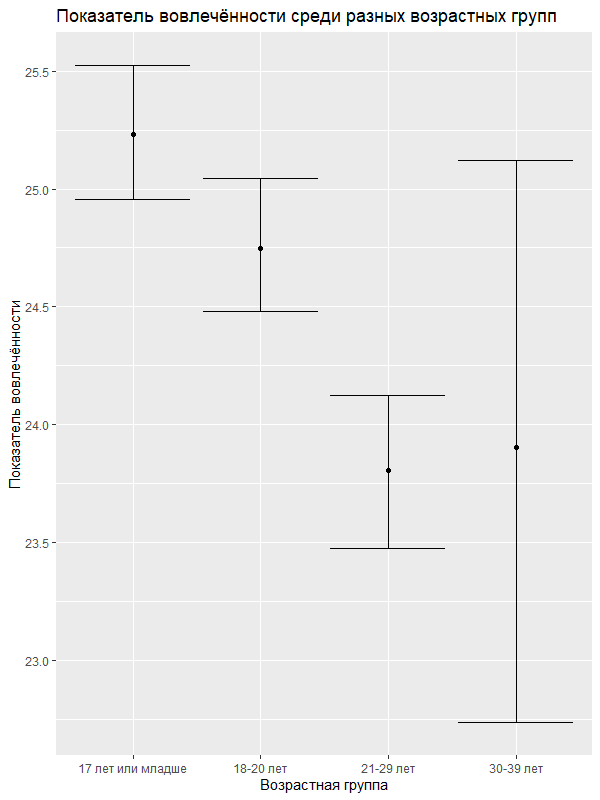 Показатель вовлечённости среди разных возрастных групп
Показатель вовлечённости
25.5
25.0
24.5
24.0
23.5
23.0
17 лет или младше
18-20 лет
21-29 лет
30-39 лет
Возрастная группа